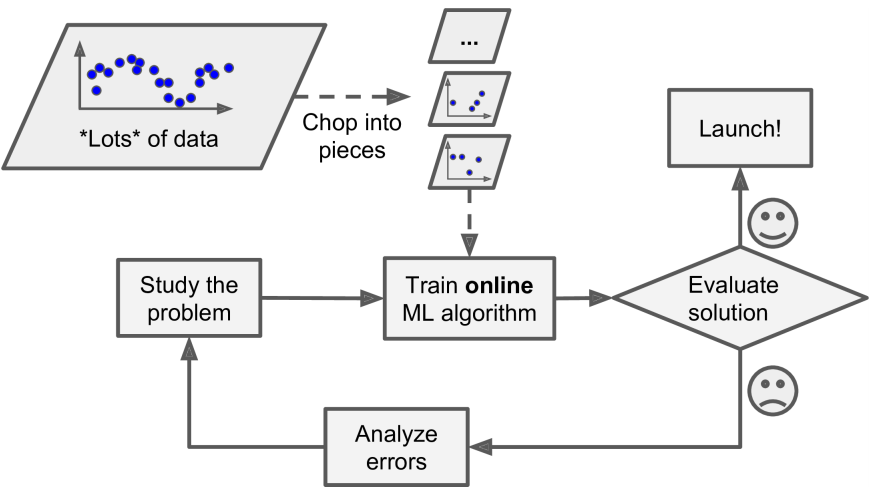 *Lots* of data
Chop into
pieces
...
Launch!
Study the
problem
Train online
ML algorithm
Evaluate
solution
Analyze
errors